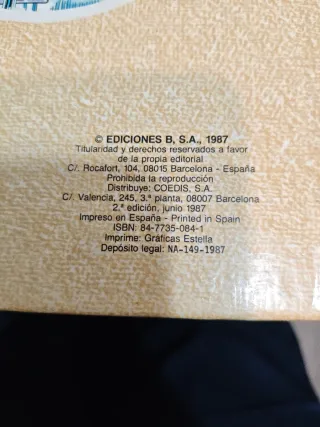 © EDICIONES B, S.A., 1987
Titularidad y derechos reservados a favor
de la propia editorial
C/. Rocafort, 104, 08015 Barcelona - España
Prohibida la reproducción
Distribuye: COEDIS, S.A.
C/. Valencia, 245, 3.ª planta, 08007 Barcelona
2.ª edición, junio 1987
Impreso en España - Printed in Spain
ISBN: 84-7735-084-1
Imprime: Gráficas Estella
Depósito legal: NA-149-1987